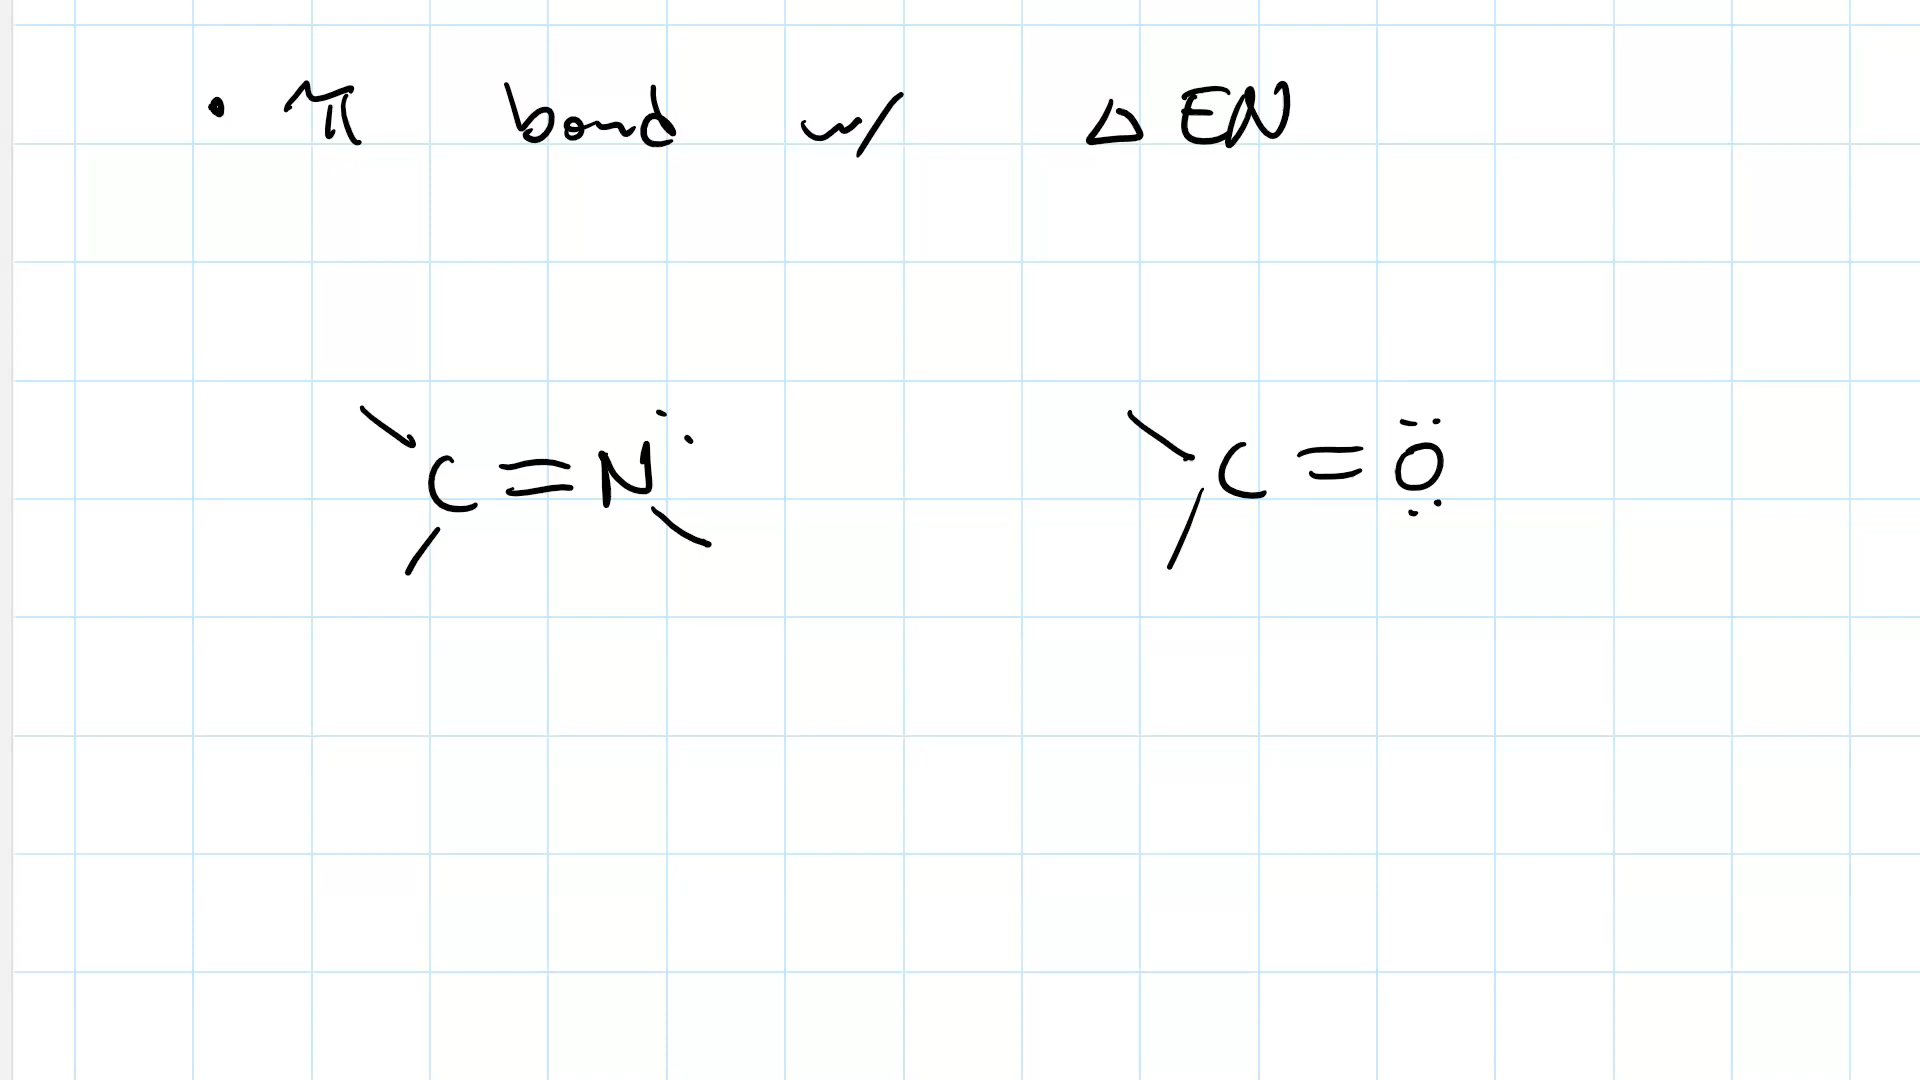 • π bond w/ Δ EN
C=N C=O